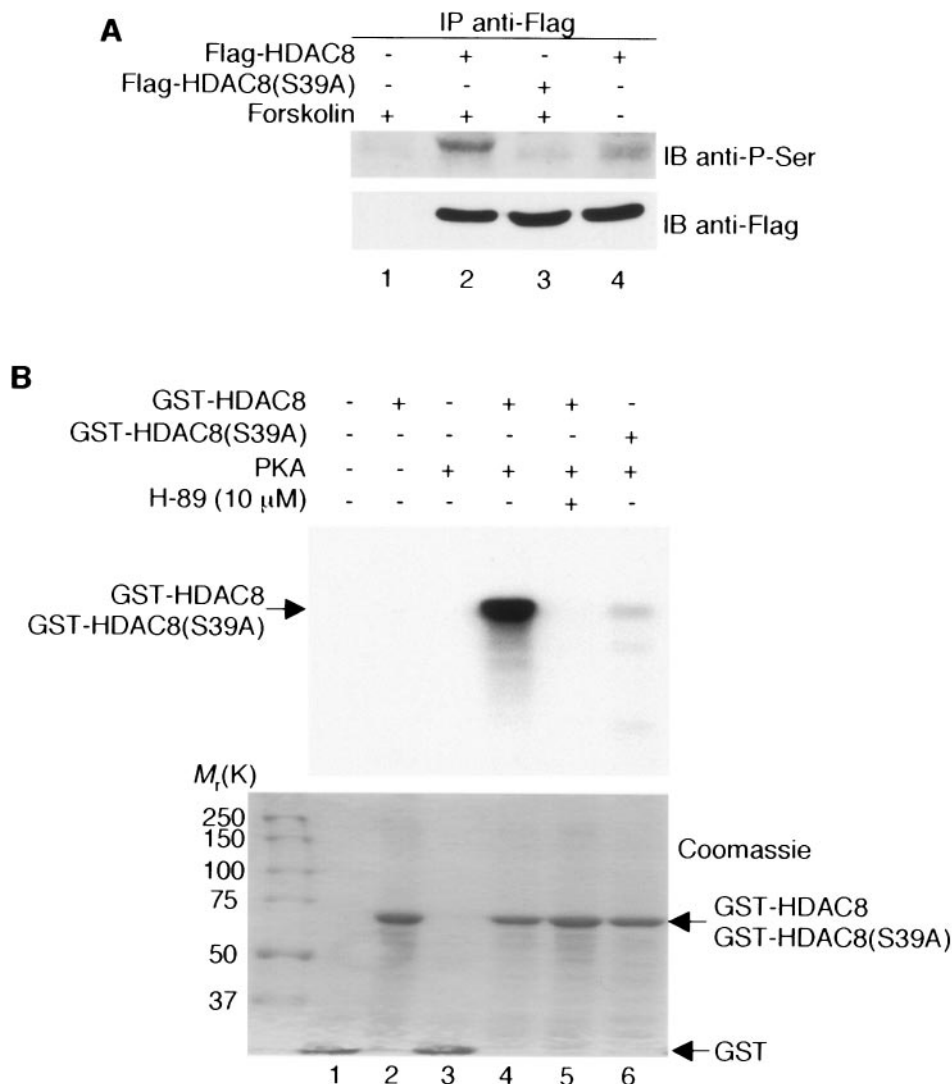 A
IP anti-Flag
Flag-HDAC8 - + - +
Flag-HDAC8(S39A) - - + -
Forskolin + + + -
IB anti-P-Ser
IB anti-Flag
1 2 3 4
B
GST-HDAC8 - + - + + -
GST-HDAC8(S39A) - - - - - +
PKA - - + + + +
H-89 (10 μM) - - - - + -
GST-HDAC8
GST-HDAC8(S39A)
Mr(K)
250
150
100
75
50
37
Coomassie
GST-HDAC8
GST-HDAC8(S39A)
GST
1 2 3 4 5 6